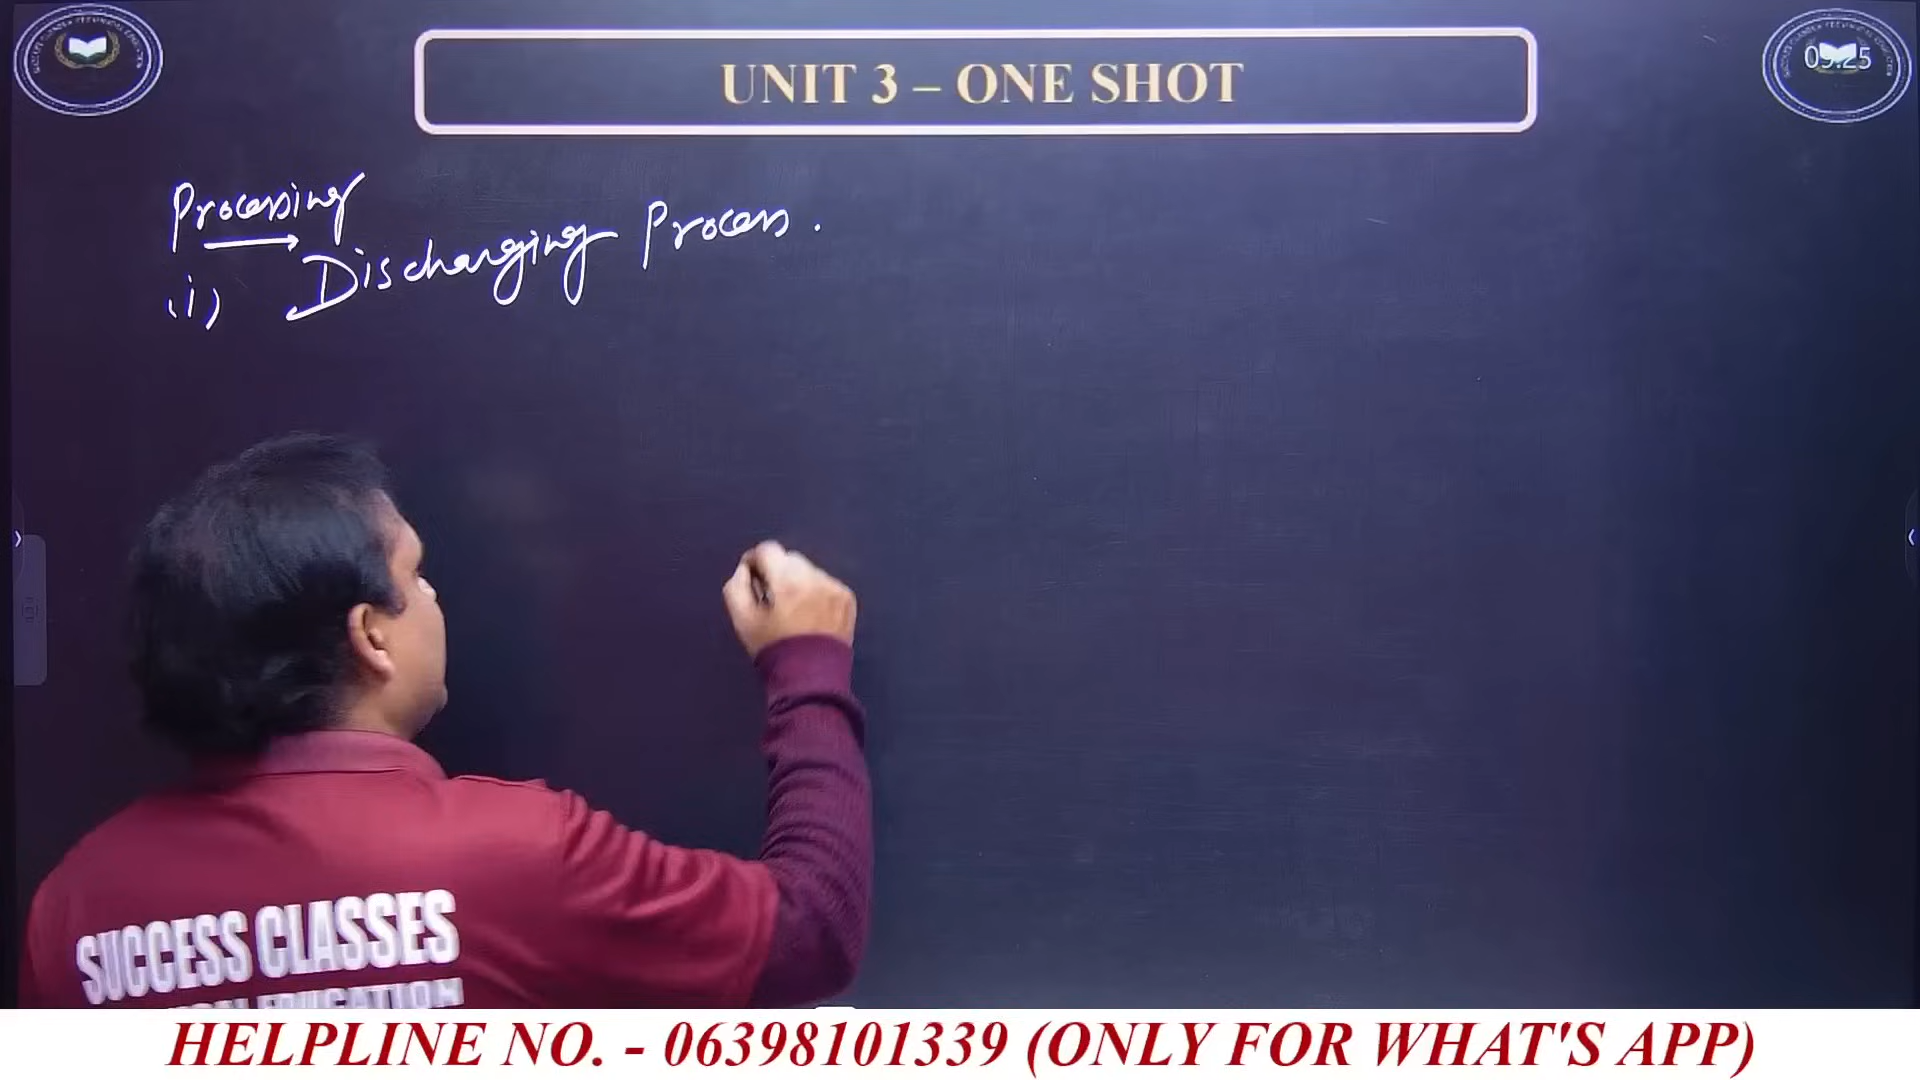 UNIT 3 – ONE SHOT
Processing
(i) Discharging Process.
SUCCESS CLASSES
HELPLINE NO. - 06398101339 (ONLY FOR WHAT'S APP)